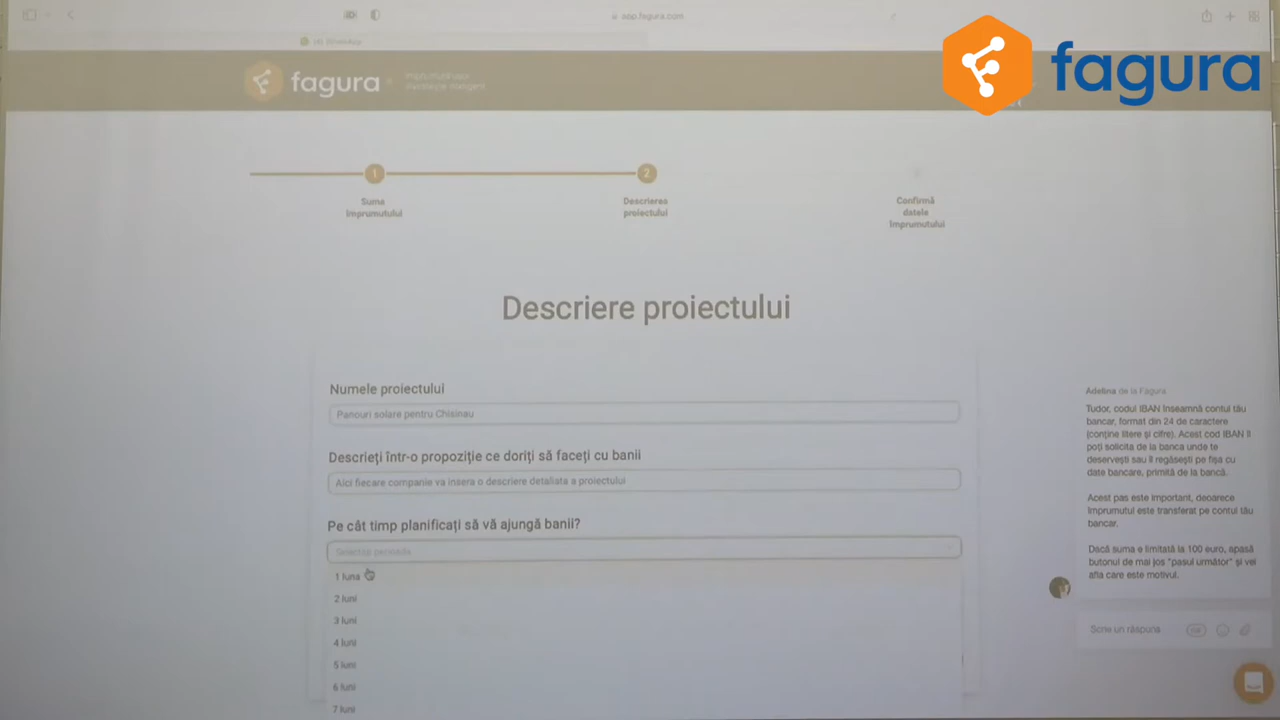 app.fagura.com
fagura
fagura
1
2
Suma
împrumutului
Descrierea
proiectului
Confirmă
datele
împrumutului
Descriere proiectului
Numele proiectului
Panouri solare pentru Chisinau
Descrieți într-o propoziție ce doriți să faceți cu banii
Aici fiecare companie va insera o descriere detaliata a proiectului
Pe cât timp planificați să vă ajungă banii?
Selectați perioada
1 luna
2 luni
3 luni
4 luni
5 luni
6 luni
7 luni
Adelina de la Fagura
Tudor, codul IBAN înseamnă contul tău
bancar, format din 24 de caractere
(conține litere și cifre). Acest cod IBAN îl
poți solicita de la banca unde te
deservești sau îl regăsești pe fișa cu
date bancare, primită de la bancă.
Acest pas este important, deoarece
împrumutul este transferat pe contul tău
bancar.
Dacă suma e limitată la 100 euro, apasă
butonul de mai jos "pasul următor" și vei
afla care este motivul.
Scrie un răspuns